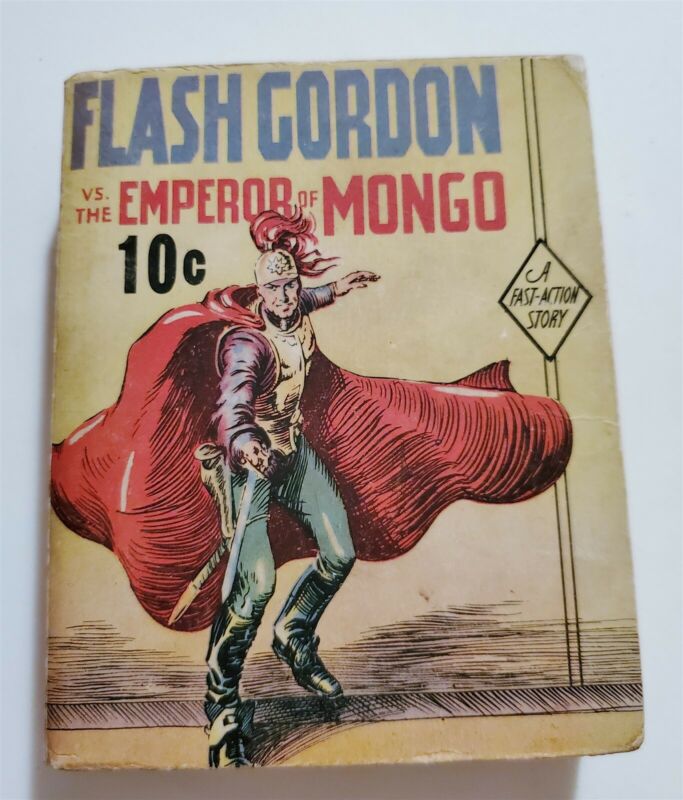 FLASH GORDON
VS. THE EMPEROR OF MONGO
10c
A
FAST-ACTION
STORY